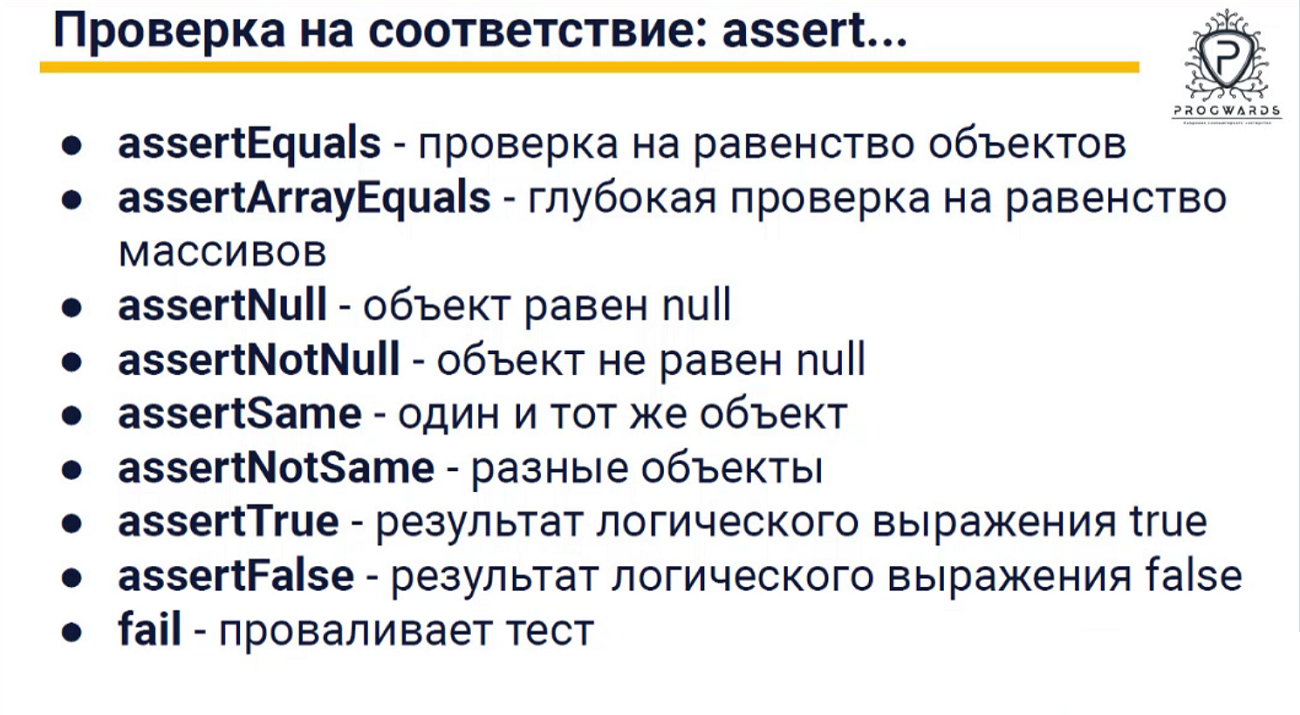 Проверка на соответствие: assert...
PROGWARDS
● assertEquals - проверка на равенство объектов
● assertArrayEquals - глубокая проверка на равенство
массивов
● assertNull - объект равен null
● assertNotNull - объект не равен null
● assertSame - один и тот же объект
● assertNotSame - разные объекты
● assertTrue - результат логического выражения true
● assertFalse - результат логического выражения false
● fail - проваливает тест